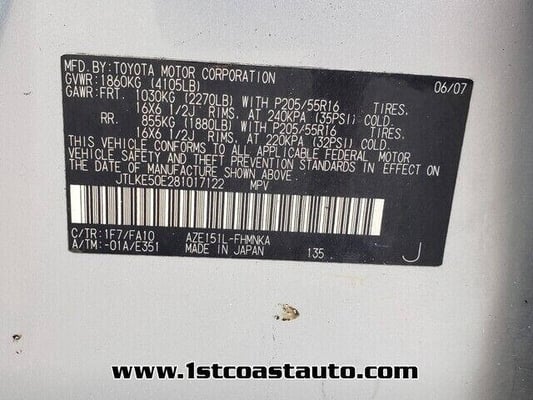 MFD. BY: TOYOTA MOTOR CORPORATION 06/07
GVWR: 1860KG (4105LB)
GAWR: FRT. 1030KG (2270LB) WITH P205/55R16 TIRES,
16X6 1/2J RIMS, AT 240KPA (35PSI) COLD.
RR. 855KG (1880LB) WITH P205/55R16 TIRES,
16X6 1/2J RIMS, AT 220KPA (32PSI) COLD.
THIS VEHICLE CONFORMS TO ALL APPLICABLE FEDERAL MOTOR
VEHICLE SAFETY AND THEFT PREVENTION STANDARDS IN EFFECT ON
THE DATE OF MANUFACTURE SHOWN ABOVE.
JTLKE50E281017122 MPV
C/TR: 1F7/FA10 AZE151L-FHMNKA
A/TM: -01A/E351 MADE IN JAPAN 135 J
www.1stcoastauto.com